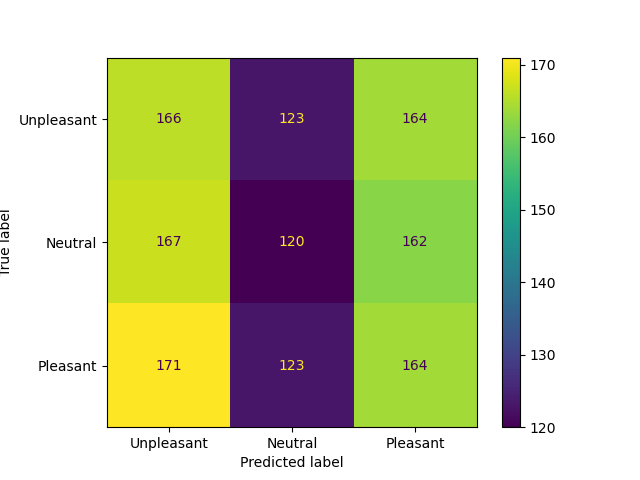 Unpleasant 166 123 164
Neutral 167 120 162
Pleasant 171 123 164
Unpleasant Neutral Pleasant
Predicted label
True label
170
160
150
140
130
120